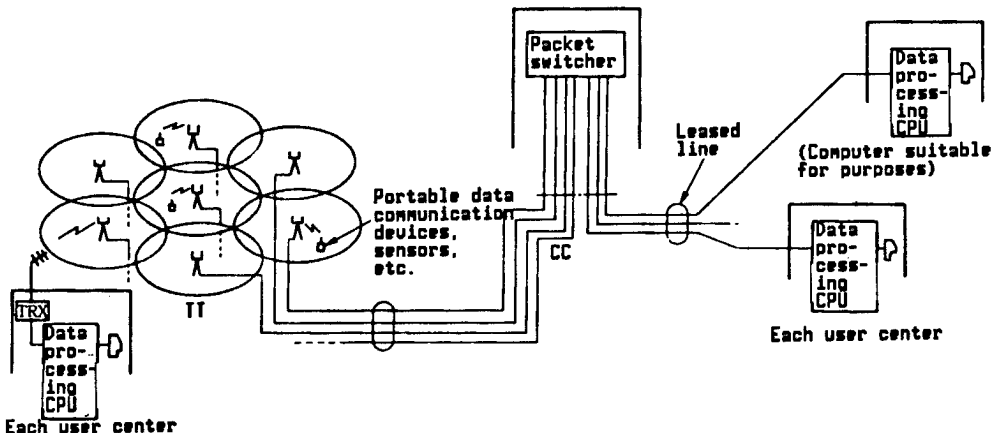 Packet
switcher
Data
pro-
cess-
ing
CPU
(Computer suitable
for purposes)
Leased
line
Portable data
communication
devices,
sensors,
etc.
CC
Data
pro-
cess-
ing
CPU
Each user center
TT
TRX
Data
pro-
cess-
ing
CPU
Each user center